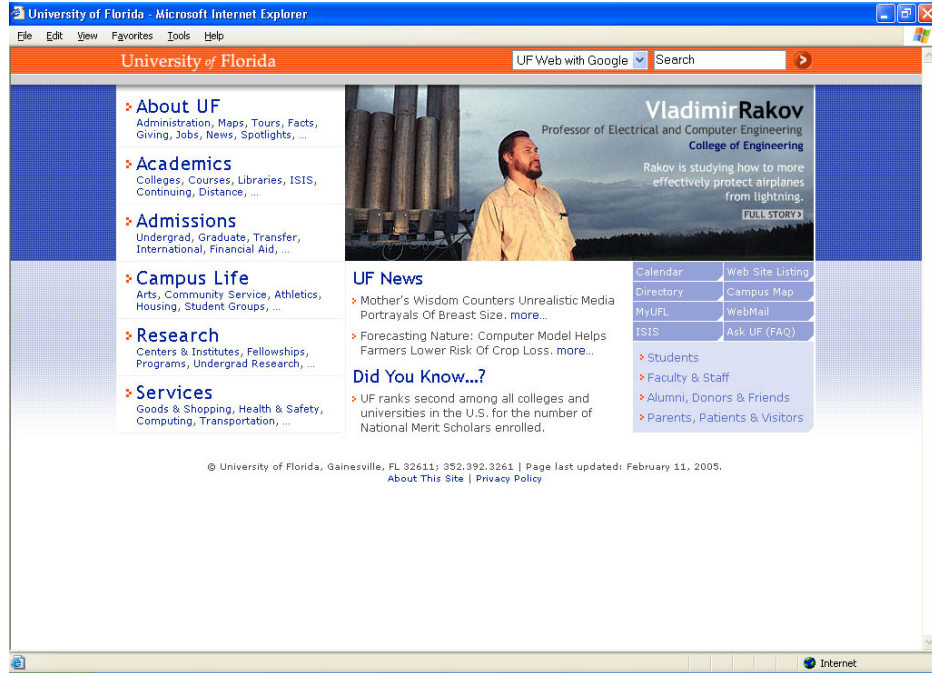 University of Florida - Microsoft Internet Explorer
File Edit View Favorites Tools Help
University of Florida
UF Web with Google
Search
About UF
Administration, Maps, Tours, Facts,
Giving, Jobs, News, Spotlights, ...
Academics
Colleges, Courses, Libraries, ISIS,
Continuing, Distance, ...
Admissions
Undergrad, Graduate, Transfer,
International, Financial Aid, ...
Campus Life
Arts, Community Service, Athletics,
Housing, Student Groups, ...
Research
Centers & Institutes, Fellowships,
Programs, Undergrad Research, ...
Services
Goods & Shopping, Health & Safety,
Computing, Transportation, ...
VladimirRakov
Professor of Electrical and Computer Engineering
College of Engineering
Rakov is studying how to more
effectively protect airplanes
from lightning.
FULL STORY
UF News
Mother's Wisdom Counters Unrealistic Media
Portrayals Of Breast Size. more...
Forecasting Nature: Computer Model Helps
Farmers Lower Risk Of Crop Loss. more...
Did You Know...?
UF ranks second among all colleges and
universities in the U.S. for the number of
National Merit Scholars enrolled.
Calendar Web Site Listing
Directory Campus Map
MyUFL WebMail
ISIS Ask UF (FAQ)
Students
Faculty & Staff
Alumni, Donors & Friends
Parents, Patients & Visitors
© University of Florida, Gainesville, FL 32611; 352.392.3261 | Page last updated: February 11, 2005.
About This Site | Privacy Policy
Internet